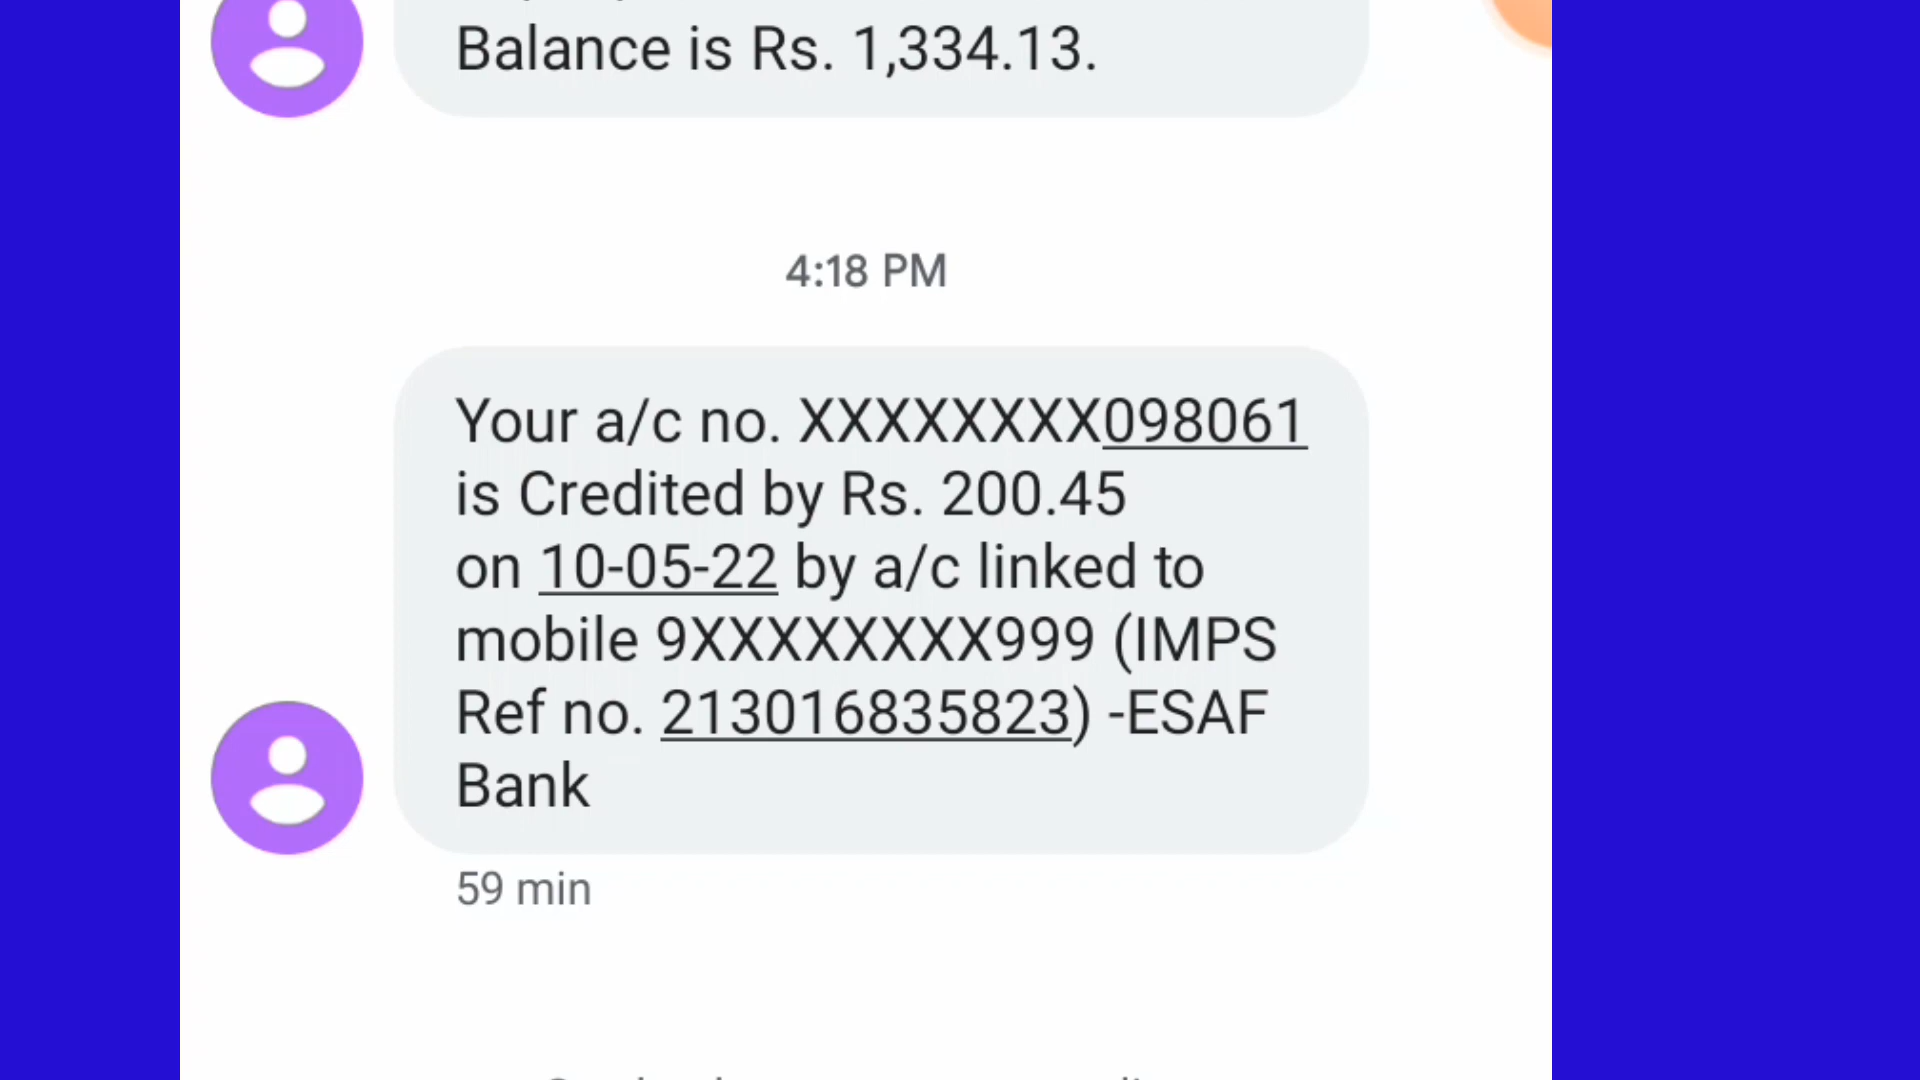 Balance is Rs. 1,334.13.
4:18 PM
Your a/c no. XXXXXXXX098061
is Credited by Rs. 200.45
on 10-05-22 by a/c linked to
mobile 9XXXXXXXX999 (IMPS
Ref no. 213016835823) -ESAF
Bank
59 min